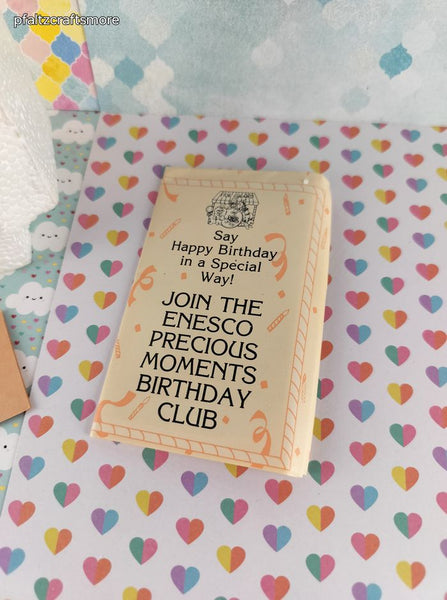 pfaltzcraftsmore
Say
Happy Birthday
in a Special
Way!
JOIN THE
ENESCO
PRECIOUS
MOMENTS
BIRTHDAY
CLUB